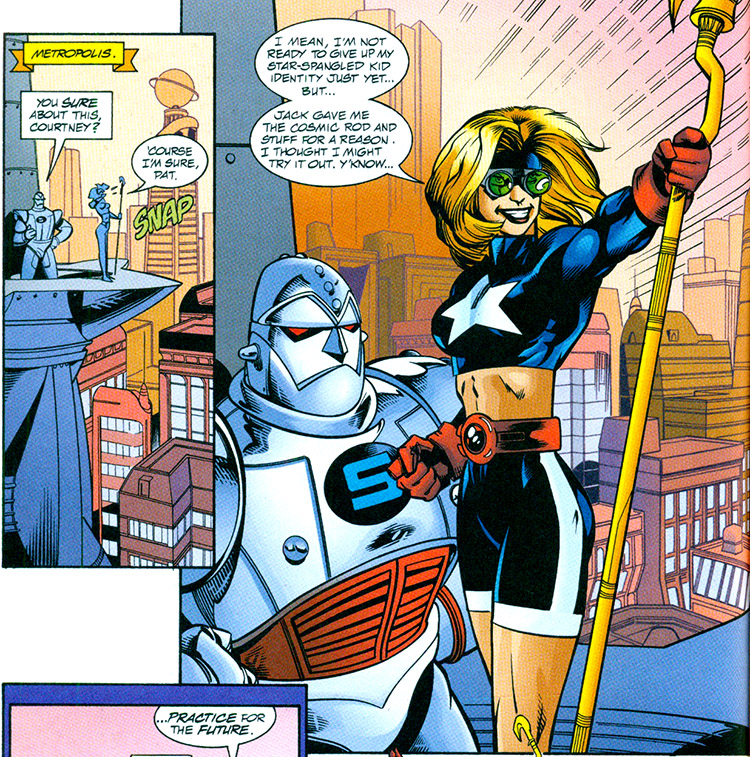 METROPOLIS.
YOU SURE
ABOUT THIS,
COURTNEY?
'COURSE
I'M SURE,
PAT.
SNAP
I MEAN, I'M NOT
READY TO GIVE UP MY
STAR-SPANGLED KID
IDENTITY JUST YET...
BUT...
JACK GAVE ME
THE COSMIC ROD AND
STUFF FOR A REASON.
I THOUGHT I MIGHT
TRY IT OUT. Y'KNOW...
S
...PRACTICE FOR
THE FUTURE.